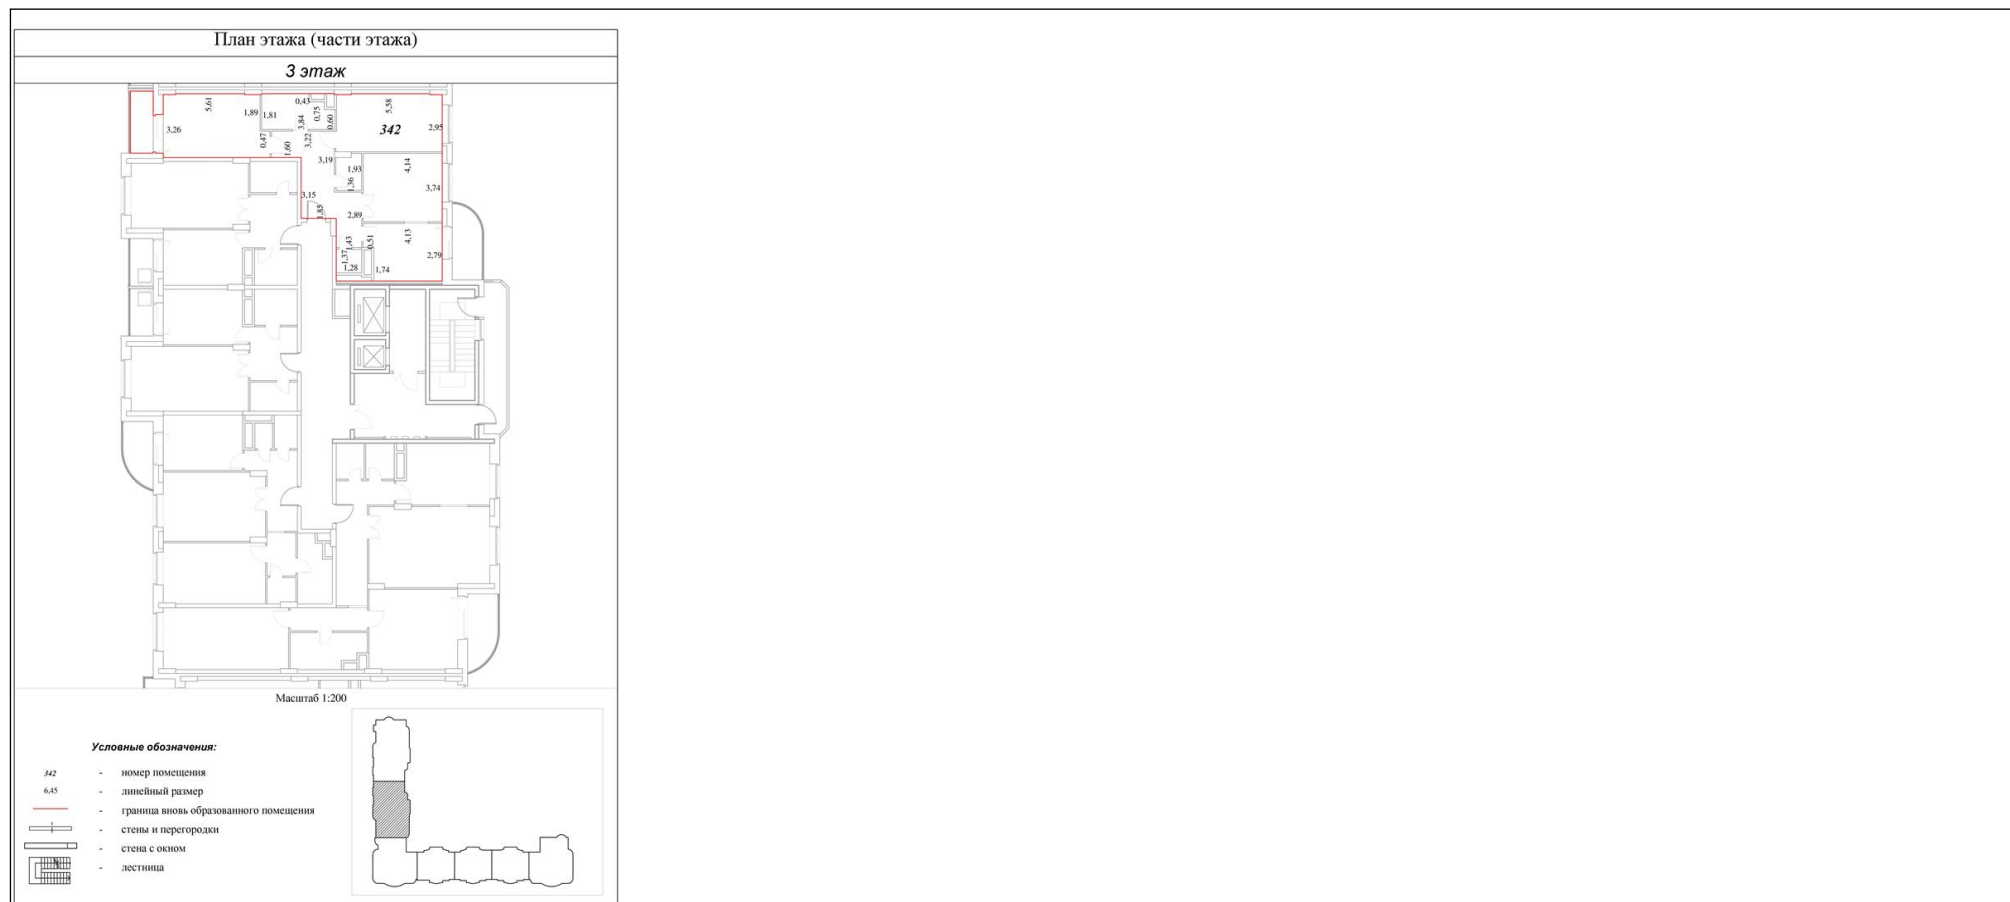 План этажа (части этажа)
3 этаж
5,61
1,89
1,81
0,43
0,75
0,60
3,84
5,58
342
2,95
3,26
0,47
1,60
3,22
3,19
1,93
1,36
4,14
3,74
3,15
1,85
2,89
1,43
0,51
4,13
1,37
1,28
1,74
2,79
Масштаб 1:200
Условные обозначения:
342 - номер помещения
6,45 - линейный размер
- граница вновь образованного помещения
- стены и перегородки
- стена с окном
- лестница